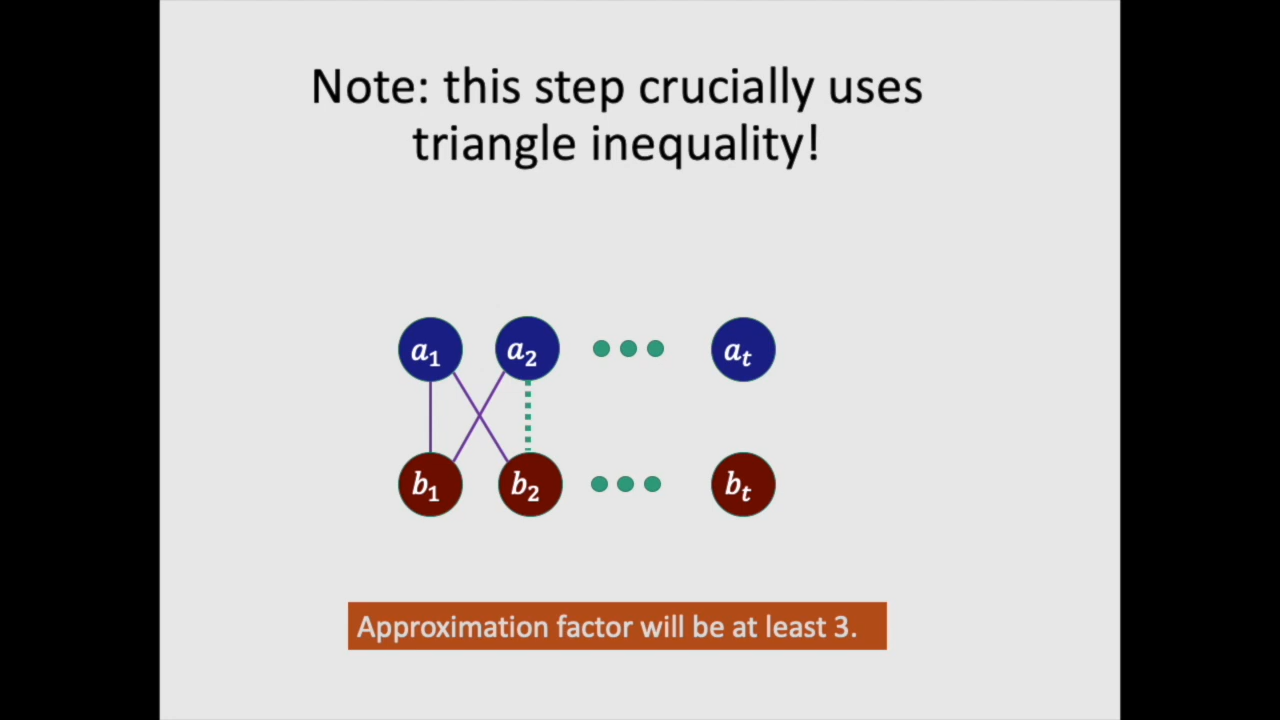 Note: this step crucially uses
triangle inequality!
a₁ a₂ aₜ
b₁ b₂ bₜ
Approximation factor will be at least 3.